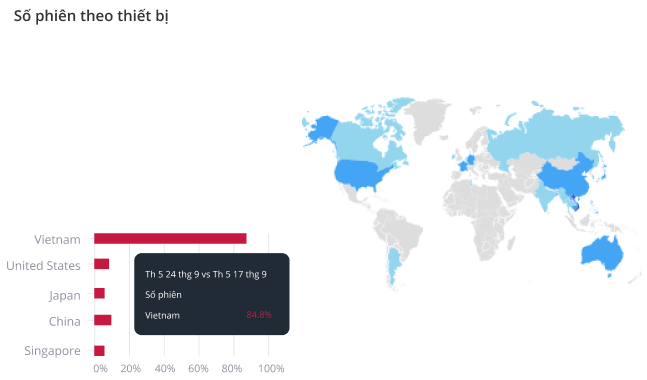 Số phiên theo thiết bị
Vietnam
United States
Japan
China
Singapore
Th 5 24 thg 9 vs Th 5 17 thg 9
Số phiên
Vietnam 84.8%
0% 20% 40% 60% 80% 100%